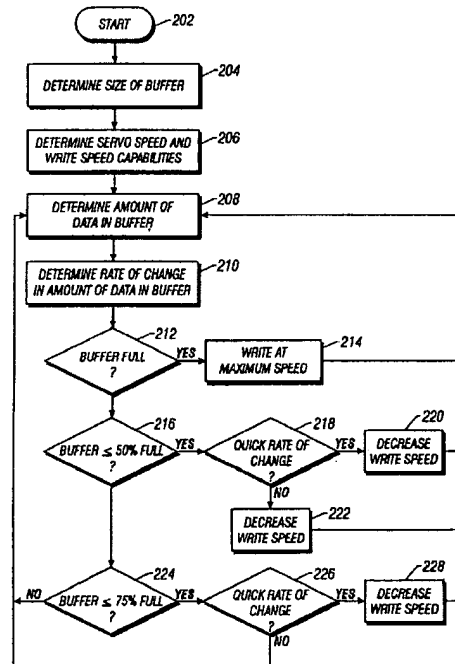 START
202
DETERMINE SIZE OF BUFFER
204
DETERMINE SERVO SPEED AND
WRITE SPEED CAPABILITIES
206
DETERMINE AMOUNT OF
DATA IN BUFFER
208
DETERMINE RATE OF CHANGE
IN AMOUNT OF DATA IN BUFFER
210
BUFFER FULL
?
212
YES
WRITE AT
MAXIMUM SPEED
214
BUFFER ≤ 50% FULL
?
216
YES
QUICK RATE OF
CHANGE
?
218
YES
DECREASE
WRITE SPEED
220
NO
DECREASE
WRITE SPEED
222
NO
BUFFER ≤ 75% FULL
?
224
YES
QUICK RATE OF
CHANGE
?
226
YES
DECREASE
WRITE SPEED
228
NO